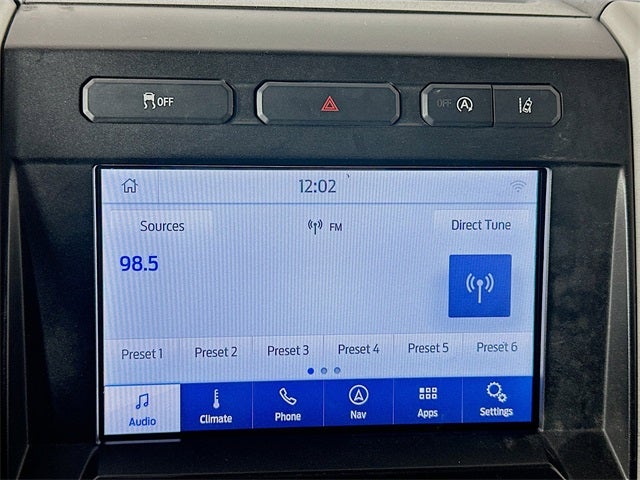 OFF
OFF A
12:02
Sources FM Direct Tune
98.5
Preset 1 Preset 2 Preset 3 Preset 4 Preset 5 Preset 6
Audio Climate Phone Nav Apps Settings